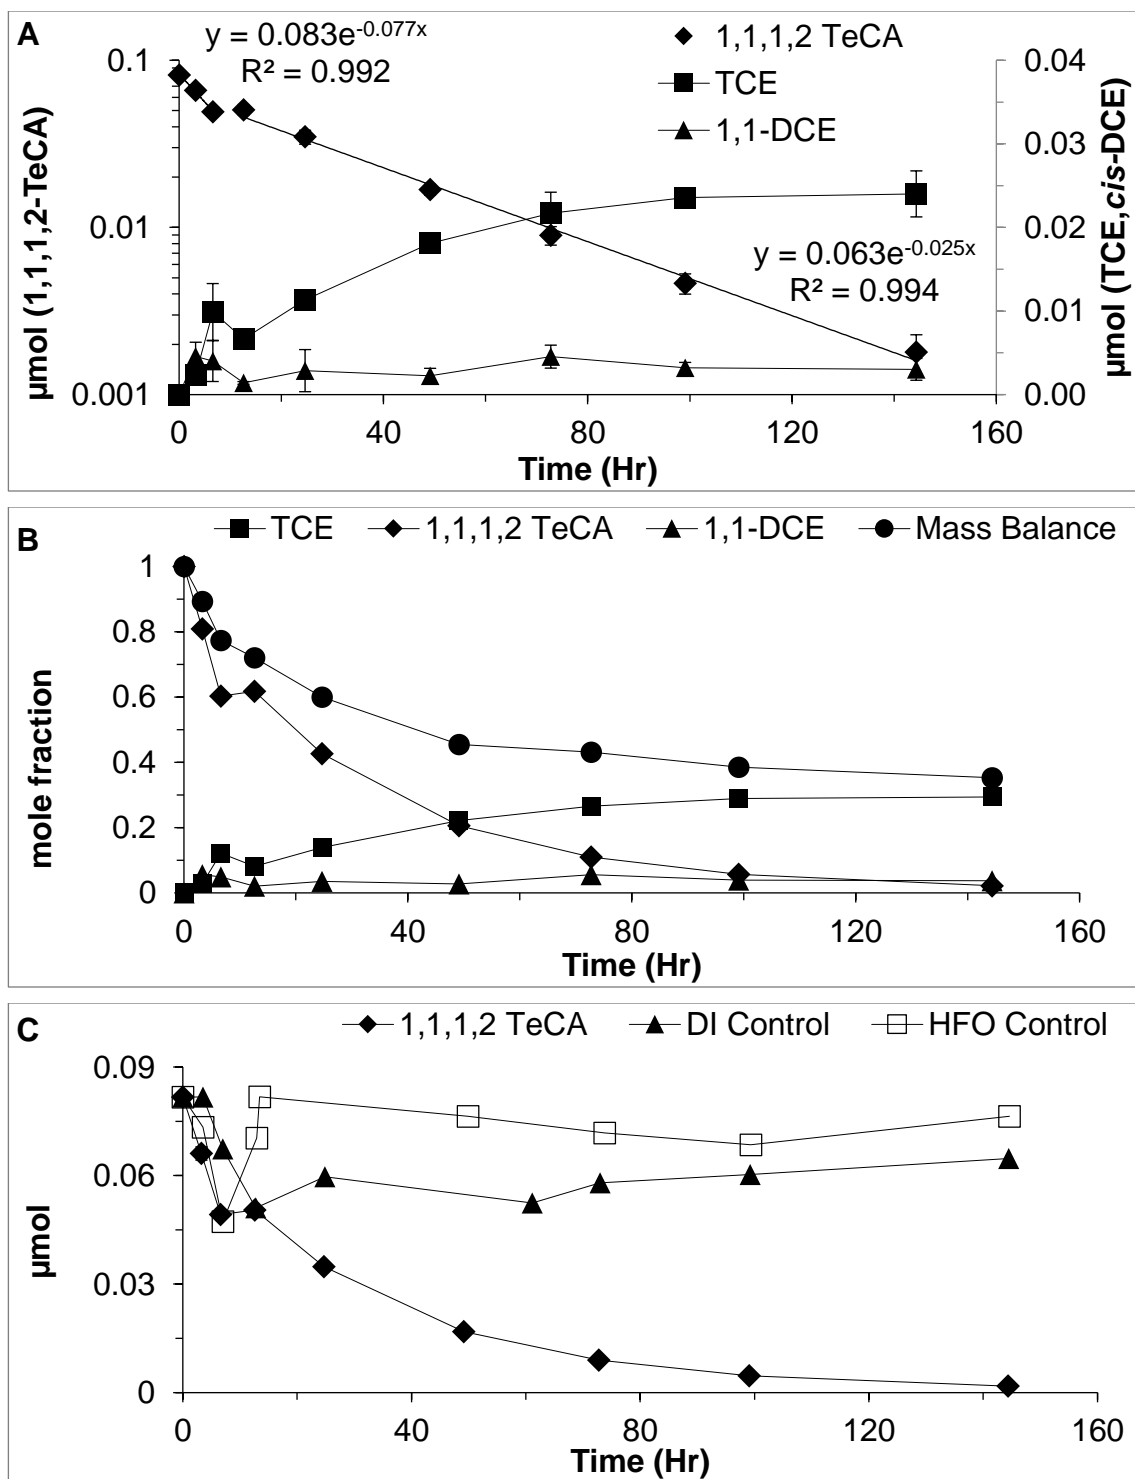 A
y = 0.083e^-0.077x
R² = 0.992
1,1,1,2 TeCA
TCE
1,1-DCE
0.1
0.01
0.001
µmol (1,1,1,2-TeCA)
0.04
0.03
0.02
0.01
0.00
µmol (TCE,cis-DCE)
y = 0.063e^-0.025x
R² = 0.994
0 40 80 120 160
Time (Hr)
B
TCE 1,1,1,2 TeCA 1,1-DCE Mass Balance
1
0.8
0.6
0.4
0.2
0
mole fraction
0 40 80 120 160
Time (Hr)
C
1,1,1,2 TeCA DI Control HFO Control
0.09
0.06
0.03
0
µmol
0 40 80 120 160
Time (Hr)